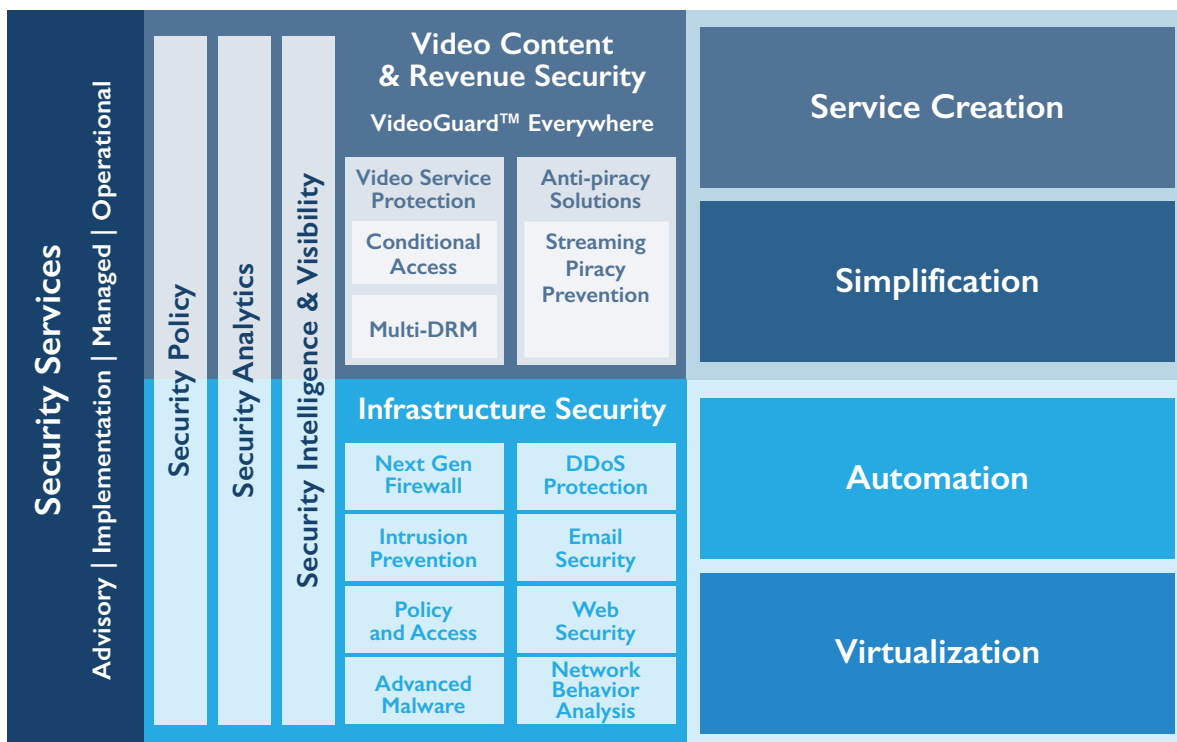 Security Services
Advisory | Implementation | Managed | Operational
Security Policy
Security Analytics
Security Intelligence & Visibility
Video Content
& Revenue Security
VideoGuard™ Everywhere
Video Service
Protection
Conditional
Access
Multi-DRM
Anti-piracy
Solutions
Streaming
Piracy
Prevention
Infrastructure Security
Next Gen
Firewall
DDoS
Protection
Intrusion
Prevention
Email
Security
Policy
and Access
Web
Security
Advanced
Malware
Network
Behavior
Analysis
Service Creation
Simplification
Automation
Virtualization